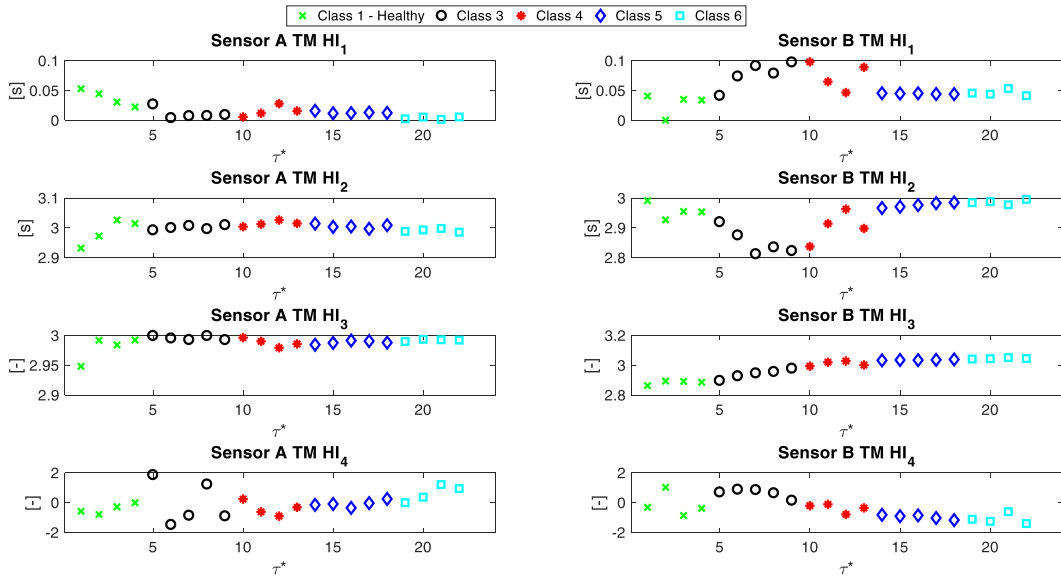 Class 1 - Healthy Class 3 Class 4 Class 5 Class 6
Sensor A TM HI1
[s]
0.1
0.05
0
5 10 15 20
τ*
Sensor B TM HI1
[s]
0.1
0.05
0
5 10 15 20
τ*
Sensor A TM HI2
[s]
3.1
3
2.9
5 10 15 20
τ*
Sensor B TM HI2
[s]
3
2.9
2.8
5 10 15 20
τ*
Sensor A TM HI3
[-]
3
2.95
2.9
5 10 15 20
τ*
Sensor B TM HI3
[-]
3.2
3
2.8
5 10 15 20
τ*
Sensor A TM HI4
[-]
2
0
-2
5 10 15 20
τ*
Sensor B TM HI4
[-]
2
0
-2
5 10 15 20
τ*